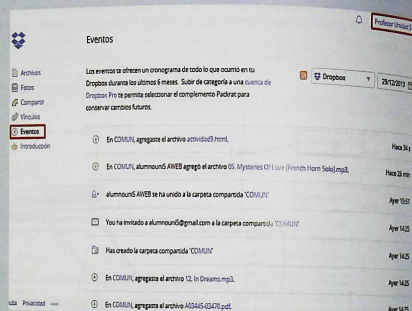 Profesor Unidad 5
Eventos
Archivos
Fotos
Compartir
Vínculos
Eventos
Introducción
Los eventos te ofrecen un cronograma de todo lo que ocurrió en tu
Dropbox durante los últimos 6 meses. Subir de categoría a una cuenta de
Dropbox Pro te permite seleccionar el complemento Packrat para
conservar cambios futuros.
Dropbox
29/12/2013
En COMUN, agregaste el archivo actividad9.html.
Hace 34 s
En COMUN, alumnouni5 AWEB agregó el archivo 05. Mysteries Of Love (French Horn Solo).mp3.
Hace 26 min
alumnouni5 AWEB se ha unido a la carpeta compartida 'COMUN'
Ayer 15:51
You ha invitado a alumnouni5@gmail.com a la carpeta compartida 'COMUN'
Ayer 14:25
Has creado la carpeta compartida 'COMUN'
Ayer 14:25
En COMUN, agregaste el archivo 12. In Dreams.mp3.
Ayer 14:25
En COMUN, agregaste el archivo A03445-03470.pdf.
Ayer 14:25
Privacidad